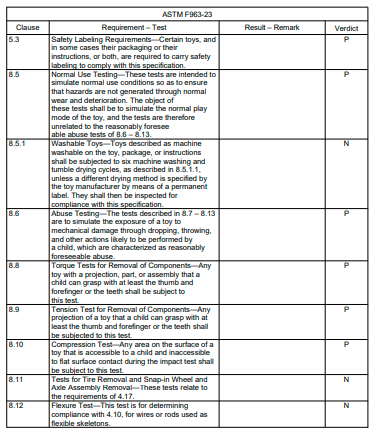 ASTM F963-23
Clause Requirement – Test Result – Remark Verdict
5.3 Safety Labeling Requirements—Certain toys, and P
in some cases their packaging or their
instructions, or both, are required to carry safety
labeling to comply with this specification.
8.5 Normal Use Testing—These tests are intended to P
simulate normal use conditions so as to ensure
that hazards are not generated through normal
wear and deterioration. The object of
these tests shall be to simulate the normal play
mode of the toy, and the tests are therefore
unrelated to the reasonably foresee
able abuse tests of 8.6 – 8.13.
8.5.1 Washable Toys—Toys described as machine N
washable on the toy, package, or instructions
shall be subjected to six machine washing and
tumble drying cycles, as described in 8.5.1.1,
unless a different drying method is specified by
the toy manufacturer by means of a permanent
label. They shall then be inspected for
compliance with this specification.
8.6 Abuse Testing—The tests described in 8.7 – 8.13 P
are to simulate the exposure of a toy to
mechanical damage through dropping, throwing,
and other actions likely to be performed by
a child, which are characterized as reasonably
foreseeable abuse.
8.8 Torque Tests for Removal of Components—Any P
toy with a projection, part, or assembly that a
child can grasp with at least the thumb and
forefinger or the teeth shall be subject to
this test.
8.9 Tension Test for Removal of Components—Any P
projection of a toy that a child can grasp with at
least the thumb and forefinger or the teeth shall
be subjected to this test.
8.10 Compression Test—Any area on the surface of a P
toy that is accessible to a child and inaccessible
to flat surface contact during the impact test shall
be subject to this test.
8.11 Tests for Tire Removal and Snap-in Wheel and N
Axle Assembly Removal—These tests relate to
the requirements of 4.17.
8.12 Flexure Test—This test is for determining N
compliance with 4.10, for wires or rods used as
flexible skeletons.